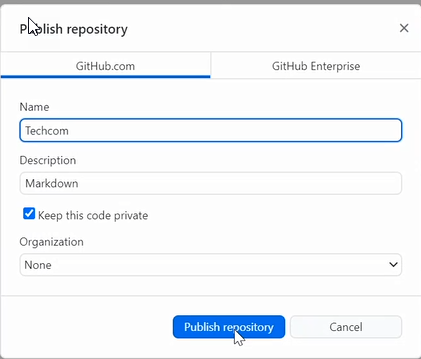 Publish repository
GitHub.com GitHub Enterprise
Name
Techcom
Description
Markdown
Keep this code private
Organization
None
Publish repository Cancel